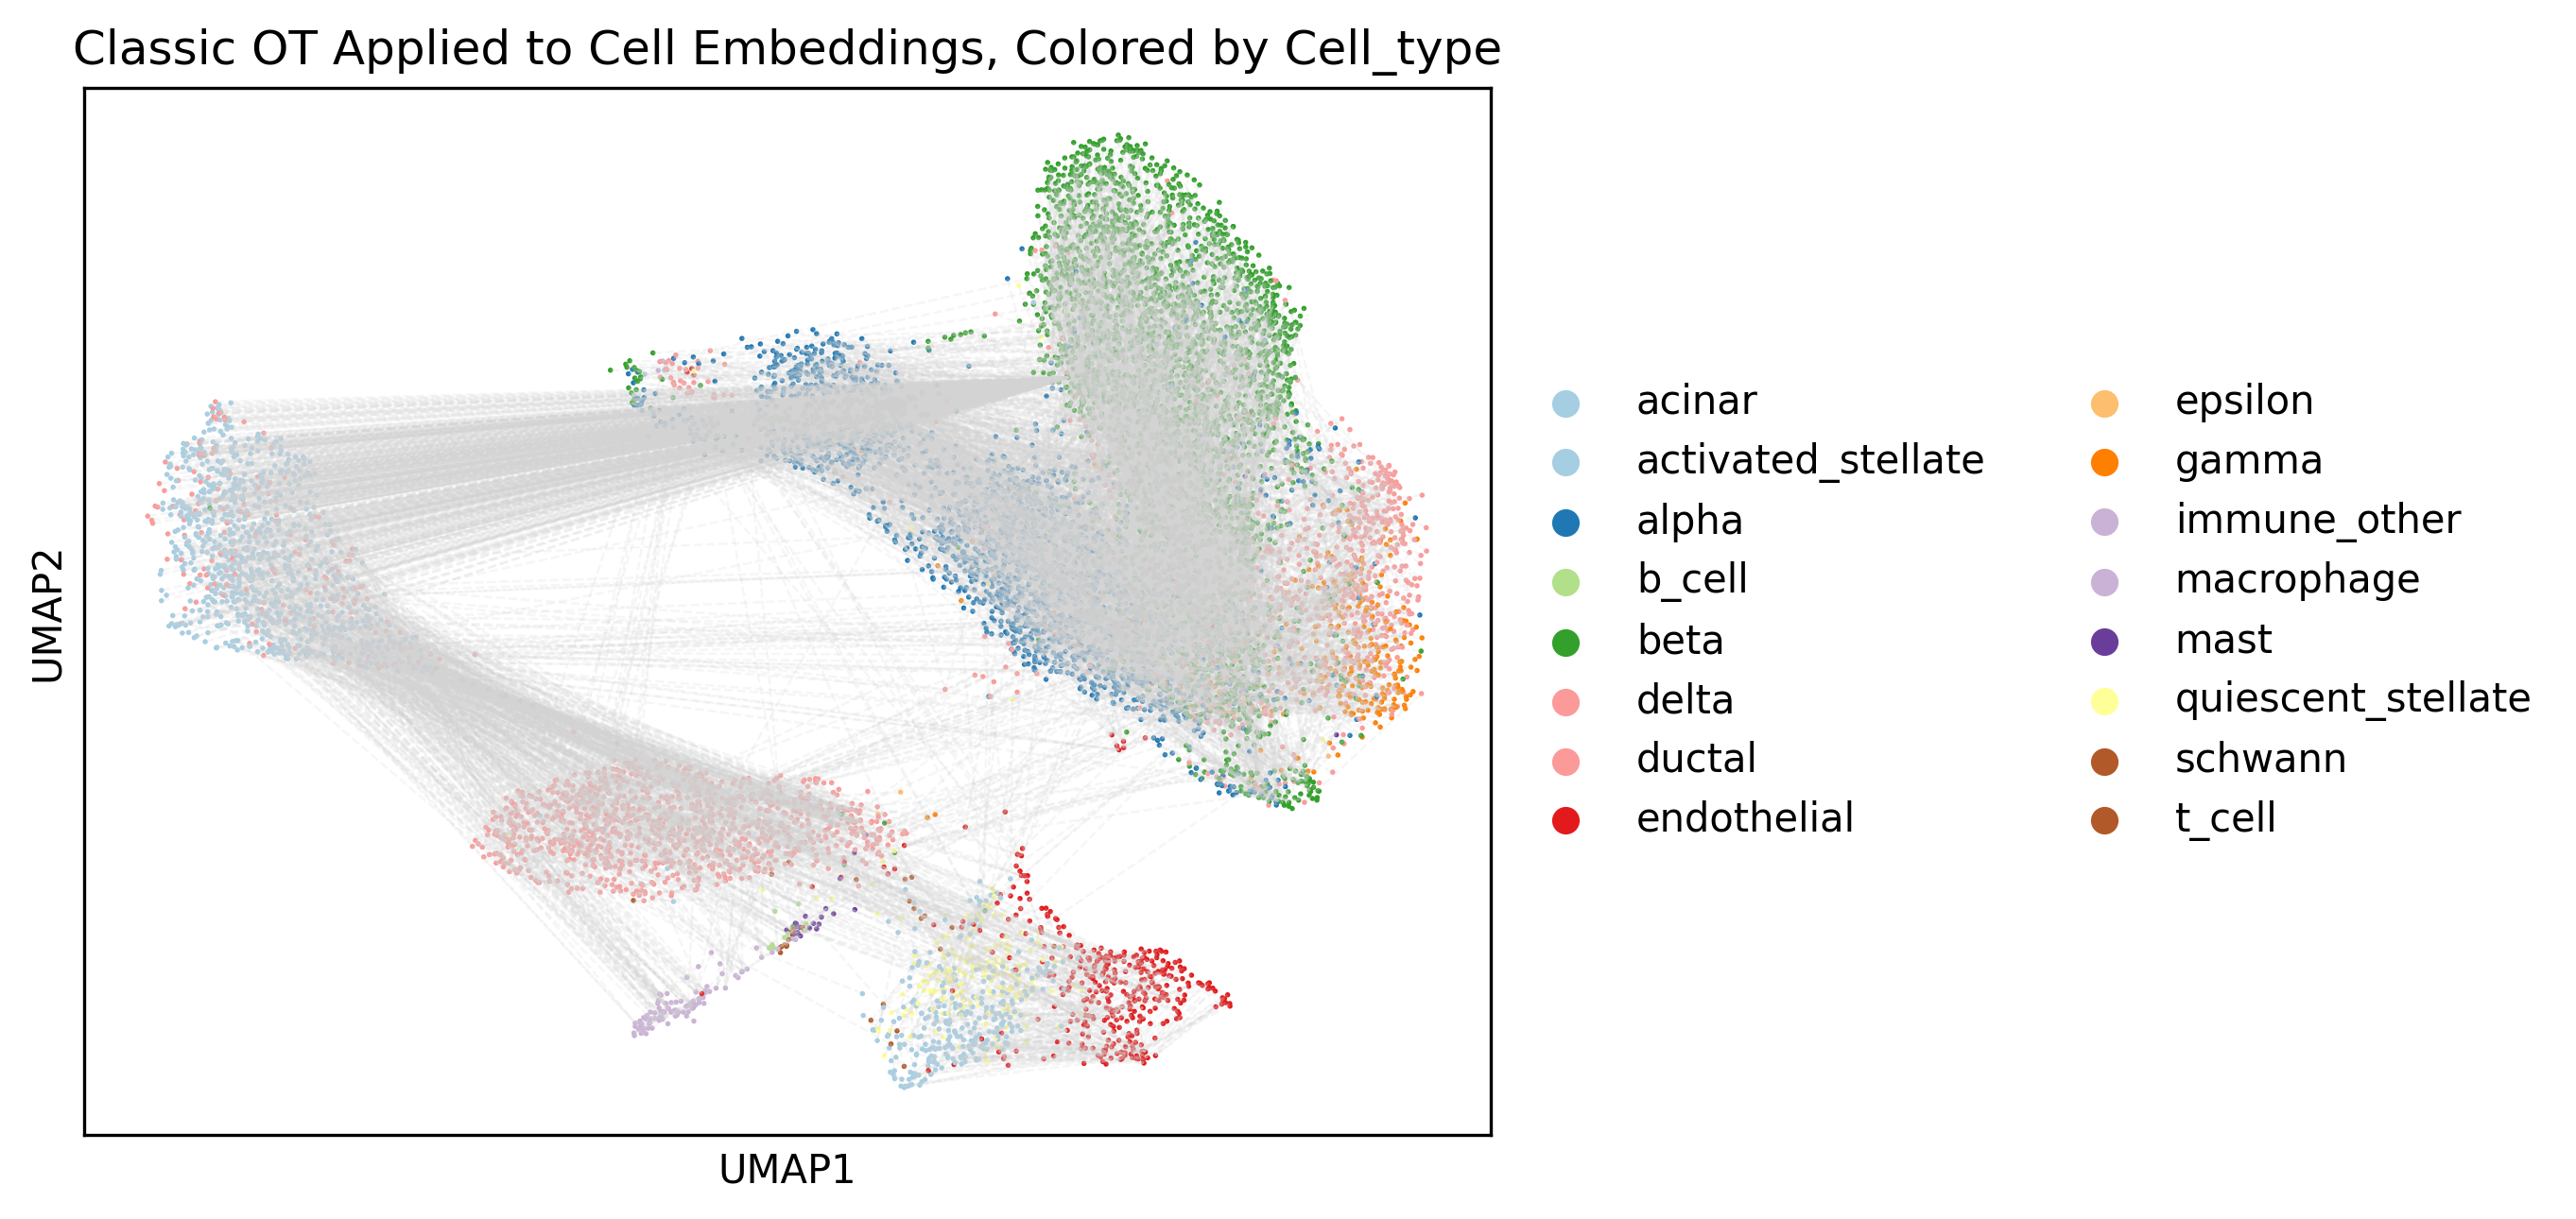 Classic OT Applied to Cell Embeddings, Colored by Cell_type
UMAP2
UMAP1
acinar
activated_stellate
alpha
b_cell
beta
delta
ductal
endothelial
epsilon
gamma
immune_other
macrophage
mast
quiescent_stellate
schwann
t_cell